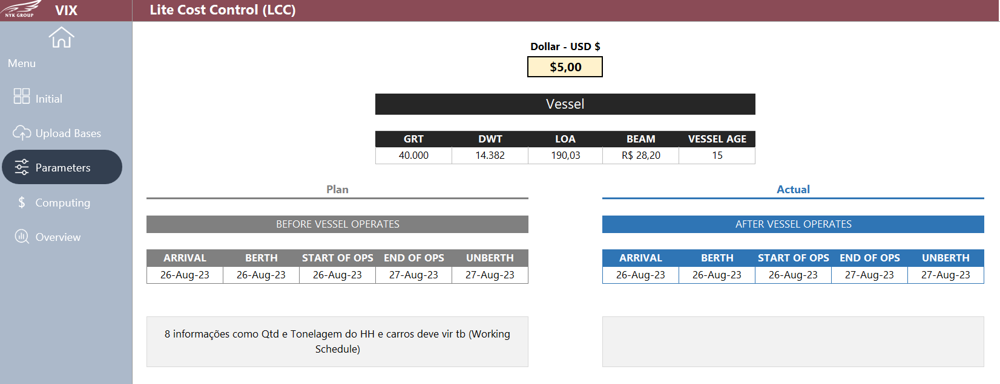 NYK GROUP
VIX
Lite Cost Control (LCC)
Menu
Initial
Upload Bases
Parameters
$ Computing
Overview
Dollar - USD $
$5,00
Vessel
GRT DWT LOA BEAM VESSEL AGE
40.000 14.382 190,03 R$ 28,20 15
Plan
BEFORE VESSEL OPERATES
ARRIVAL BERTH START OF OPS END OF OPS UNBERTH
26-Aug-23 26-Aug-23 26-Aug-23 27-Aug-23 27-Aug-23
8 informações como Qtd e Tonelagem do HH e carros deve vir tb (Working
Schedule)
Actual
AFTER VESSEL OPERATES
ARRIVAL BERTH START OF OPS END OF OPS UNBERTH
26-Aug-23 26-Aug-23 26-Aug-23 27-Aug-23 27-Aug-23